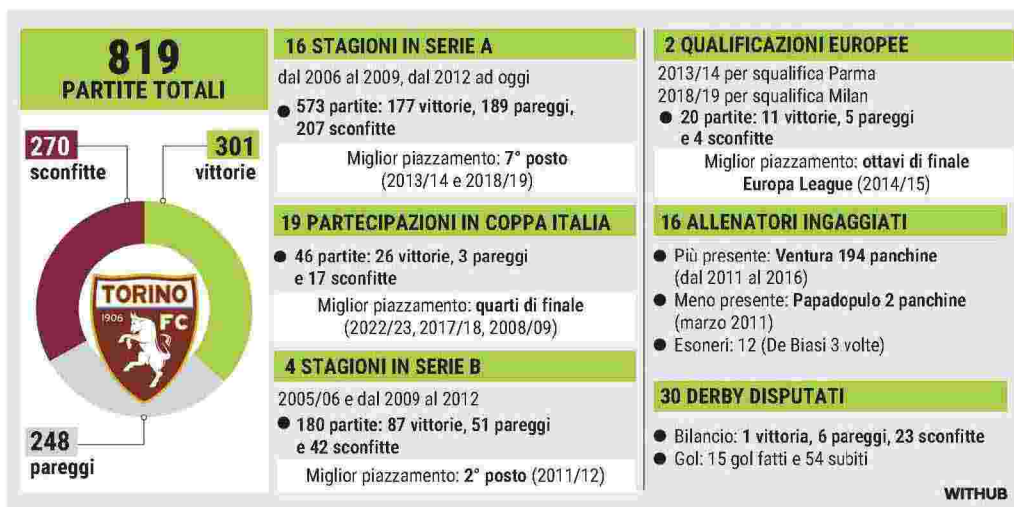 819
PARTITE TOTALI
270
sconfitte
301
vittorie
TORINO
1906
FC
248
pareggi
16 STAGIONI IN SERIE A
dal 2006 al 2009, dal 2012 ad oggi
● 573 partite: 177 vittorie, 189 pareggi,
207 sconfitte
Miglior piazzamento: 7° posto
(2013/14 e 2018/19)
19 PARTECIPAZIONI IN COPPA ITALIA
● 46 partite: 26 vittorie, 3 pareggi
e 17 sconfitte
Miglior piazzamento: quarti di finale
(2022/23, 2017/18, 2008/09)
4 STAGIONI IN SERIE B
2005/06 e dal 2009 al 2012
● 180 partite: 87 vittorie, 51 pareggi
e 42 sconfitte
Miglior piazzamento: 2° posto (2011/12)
2 QUALIFICAZIONI EUROPEE
2013/14 per squalifica Parma
2018/19 per squalifica Milan
● 20 partite: 11 vittorie, 5 pareggi
e 4 sconfitte
Miglior piazzamento: ottavi di finale
Europa League (2014/15)
16 ALLENATORI INGAGGIATI
● Più presente: Ventura 194 panchine
(dal 2011 al 2016)
● Meno presente: Papadopulo 2 panchine
(marzo 2011)
● Esoneri: 12 (De Biasi 3 volte)
30 DERBY DISPUTATI
● Bilancio: 1 vittoria, 6 pareggi, 23 sconfitte
● Gol: 15 gol fatti e 54 subiti
WITHUB